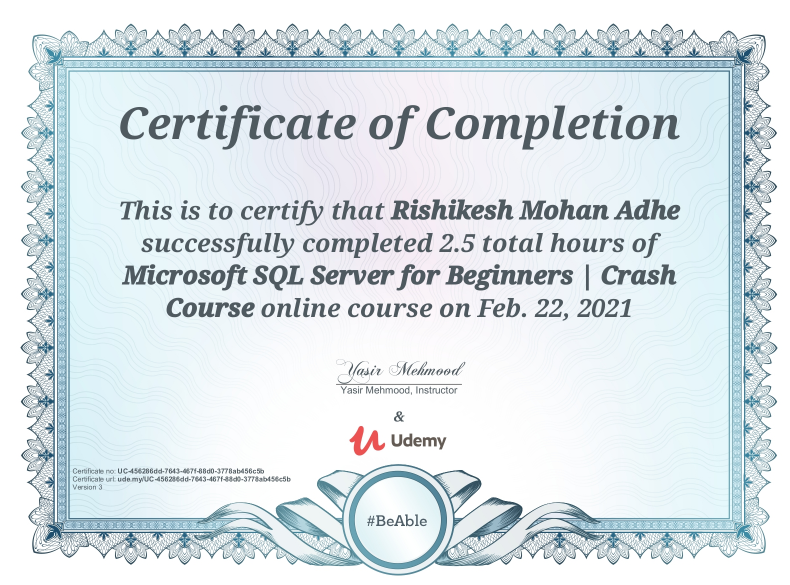 Certificate of Completion
This is to certify that Rishikesh Mohan Adhe
successfully completed 2.5 total hours of
Microsoft SQL Server for Beginners | Crash
Course online course on Feb. 22, 2021
Yasir Mehmood
Yasir Mehmood, Instructor
&
Udemy
Certificate no: UC-456286dd-7643-467f-88d0-3778ab456c5b
Certificate url: ude.my/UC-456286dd-7643-467f-88d0-3778ab456c5b
Version 3
#BeAble